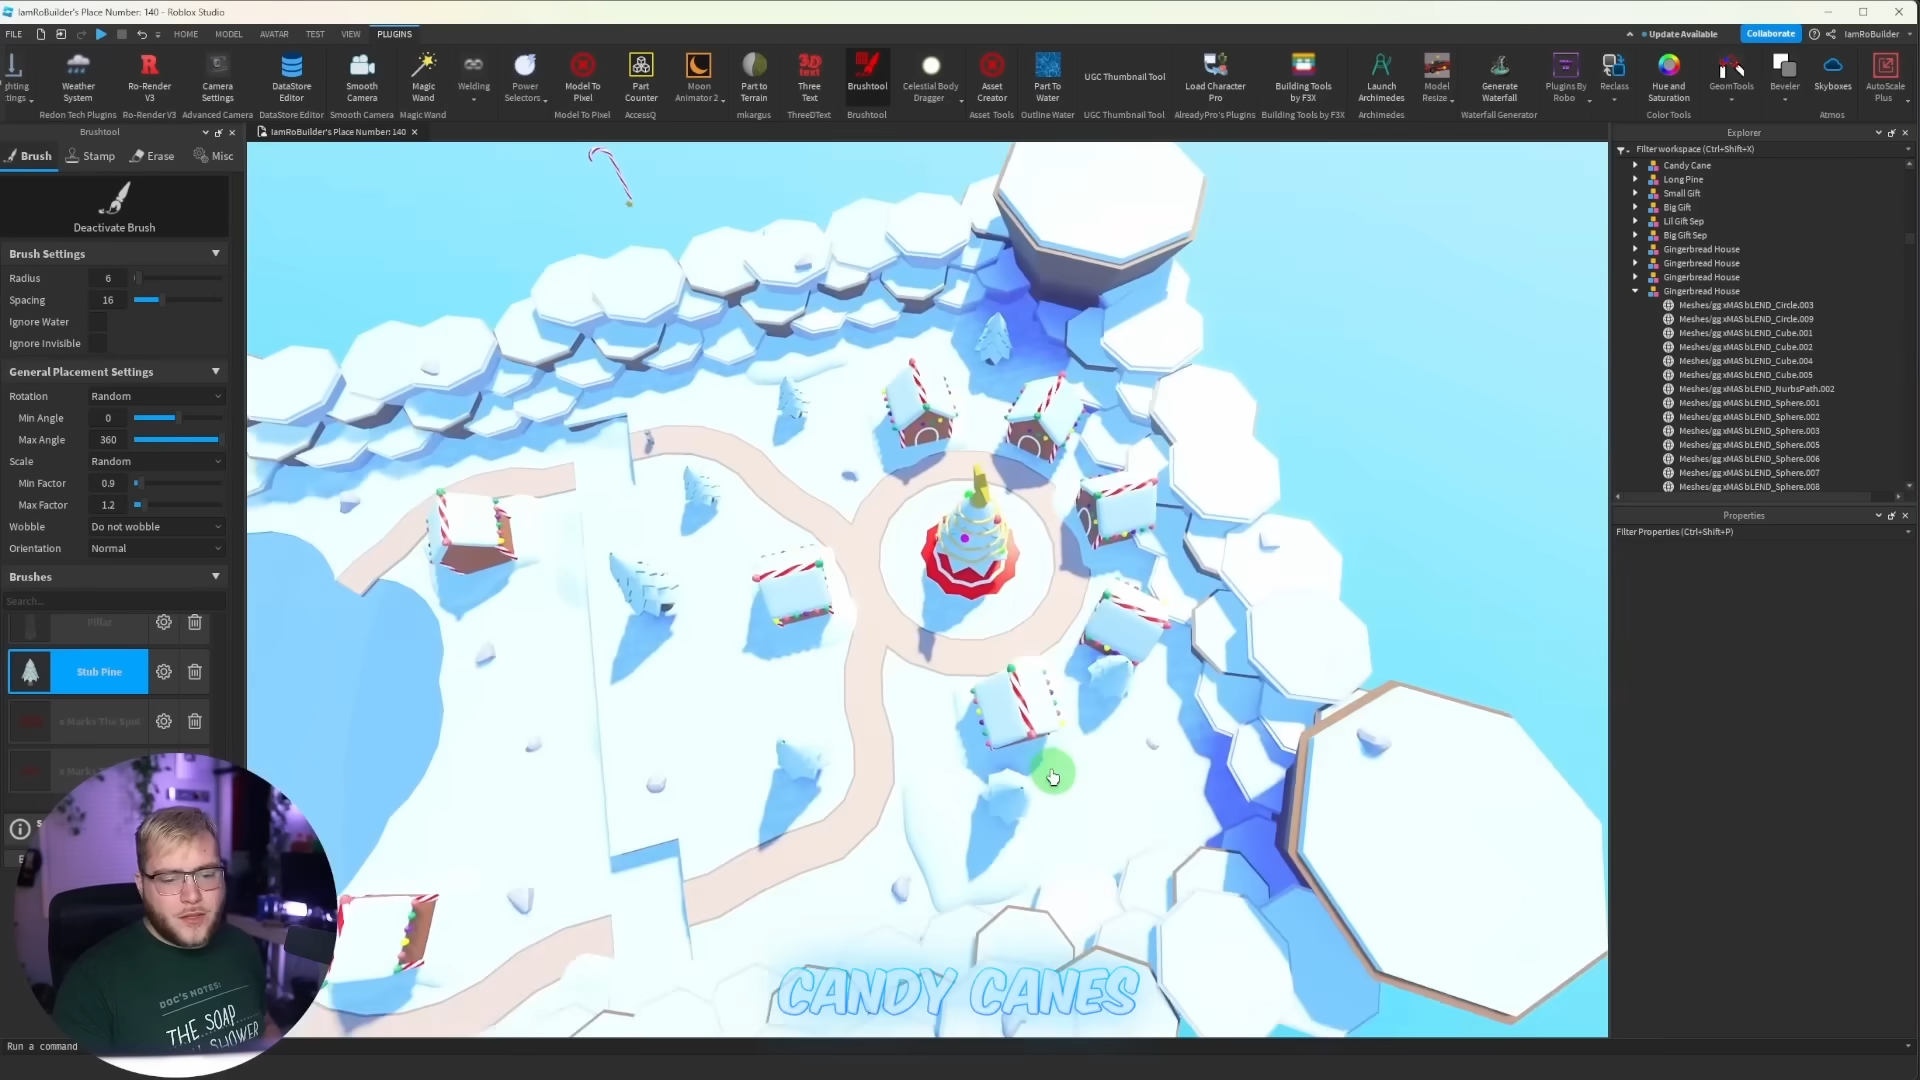 IamRoBuilder's Place Number: 140 - Roblox Studio
FILE HOME MODEL AVATAR TEST VIEW PLUGINS
Update Available Collaborate IamRoBuilder
Weather System
Ro-Render V3
Camera Settings
DataStore Editor
Smooth Camera
Magic Wand
Welding
Power Selectors
Model To Pixel
Part Counter
Moon Animator 2
Part to Terrain
Three Text
Brushtool
Celestial Body Dragger
Asset Creator
Part To Water
UGC Thumbnail Tool
Load Character Pro
Building Tools by F3X
Launch Archimedes
Model Resize
Generate Waterfall
Plugins By Robo
Reclass
Hue and Saturation
GeomTools
Beveler
Skyboxes
AutoScale Plus
Redon Tech Plugins Ro-Render V3 Advanced Camera DataStore Editor Smooth Camera Magic Wand Model To Pixel AccessQ mkargus ThreeDText Brushtool Asset Tools Outline Water UGC Thumbnail Tool AlreadyPro's Plugins Building Tools by F3X Archimedes Waterfall Generator Color Tools Atmos
Brushtool
IamRoBuilder's Place Number: 140
Brush Stamp Erase Misc
Deactivate Brush
Brush Settings
Radius 6
Spacing 16
Ignore Water
Ignore Invisible
General Placement Settings
Rotation Random
Min Angle 0
Max Angle 360
Scale Random
Min Factor 0.9
Max Factor 1.2
Wobble Do not wobble
Orientation Normal
Brushes
Search...
Pillar
Stub Pine
x Marks The Spot
Explorer
Filter workspace (Ctrl+Shift+X)
Candy Cane
Long Pine
Small Gift
Big Gift
Lil Gift Sep
Big Gift Sep
Gingerbread House
Gingerbread House
Gingerbread House
Gingerbread House
Meshes/gg xMAS bLEND_Circle.003
Meshes/gg xMAS bLEND_Circle.009
Meshes/gg xMAS bLEND_Cube.001
Meshes/gg xMAS bLEND_Cube.002
Meshes/gg xMAS bLEND_Cube.004
Meshes/gg xMAS bLEND_Cube.005
Meshes/gg xMAS bLEND_NurbsPath.002
Meshes/gg xMAS bLEND_Sphere.001
Meshes/gg xMAS bLEND_Sphere.002
Meshes/gg xMAS bLEND_Sphere.003
Meshes/gg xMAS bLEND_Sphere.005
Meshes/gg xMAS bLEND_Sphere.006
Meshes/gg xMAS bLEND_Sphere.007
Meshes/gg xMAS bLEND_Sphere.008
Properties
Filter Properties (Ctrl+Shift+P)
CANDY CANES
DOC'S NOTES:
THE SOAP
SHOWER
Run a command